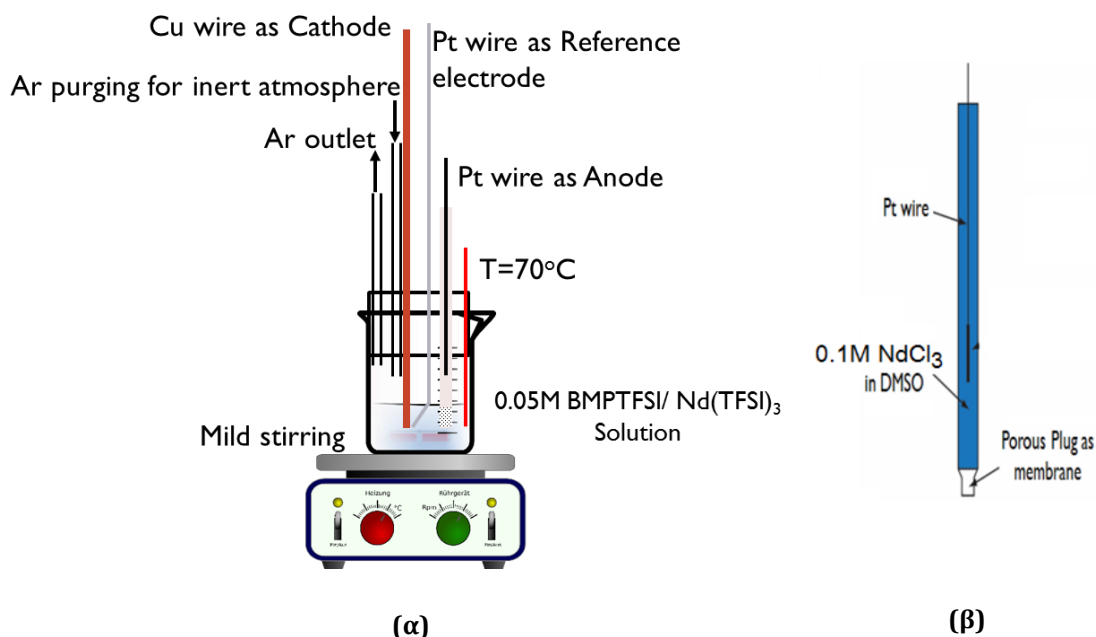 Cu wire as Cathode
Pt wire as Reference
electrode
Ar purging for inert atmosphere
Ar outlet
Pt wire as Anode
T=70°C
0.05M BMPTFSI/ Nd(TFSI)₃
Solution
Mild stirring
Heizung
°C
Rührgerät
Rpm
(α)
Pt wire
0.1M NdCl₃
in DMSO
Porous Plug as
membrane
(β)